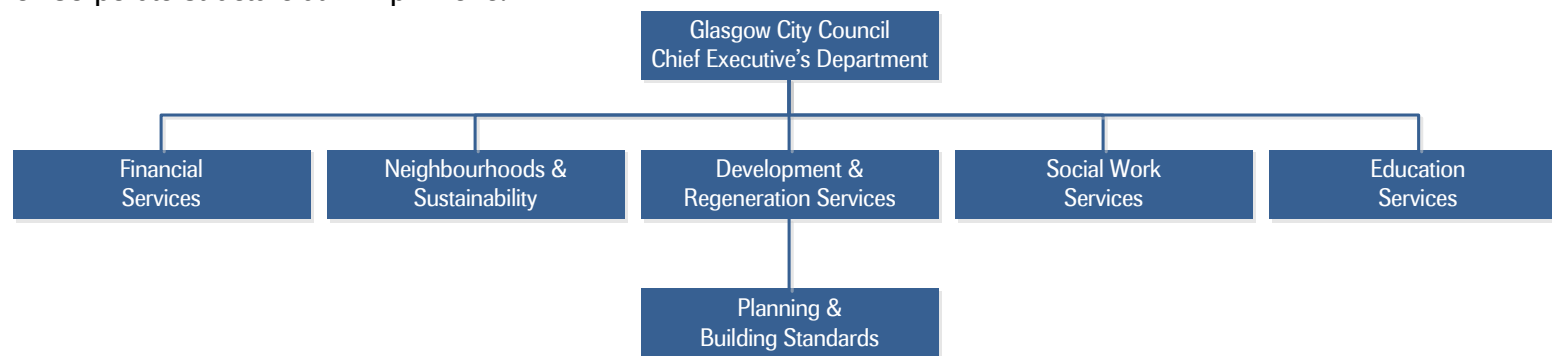 Glasgow City Council
Chief Executive's Department
Financial
Services
Neighbourhoods &
Sustainability
Development &
Regeneration Services
Social Work
Services
Education
Services
Planning &
Building Standards